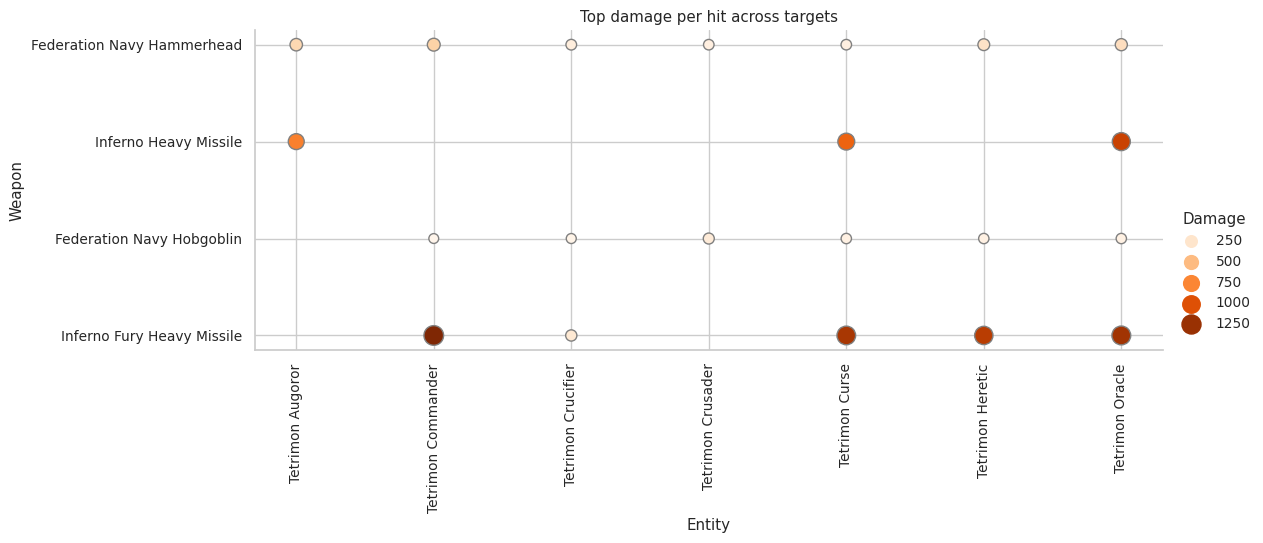 Top damage per hit across targets
Weapon
Federation Navy Hammerhead
Inferno Heavy Missile
Federation Navy Hobgoblin
Inferno Fury Heavy Missile
Tetrimon Augoror
Tetrimon Commander
Tetrimon Crucifier
Tetrimon Crusader
Tetrimon Curse
Tetrimon Heretic
Tetrimon Oracle
Entity
Damage
250
500
750
1000
1250